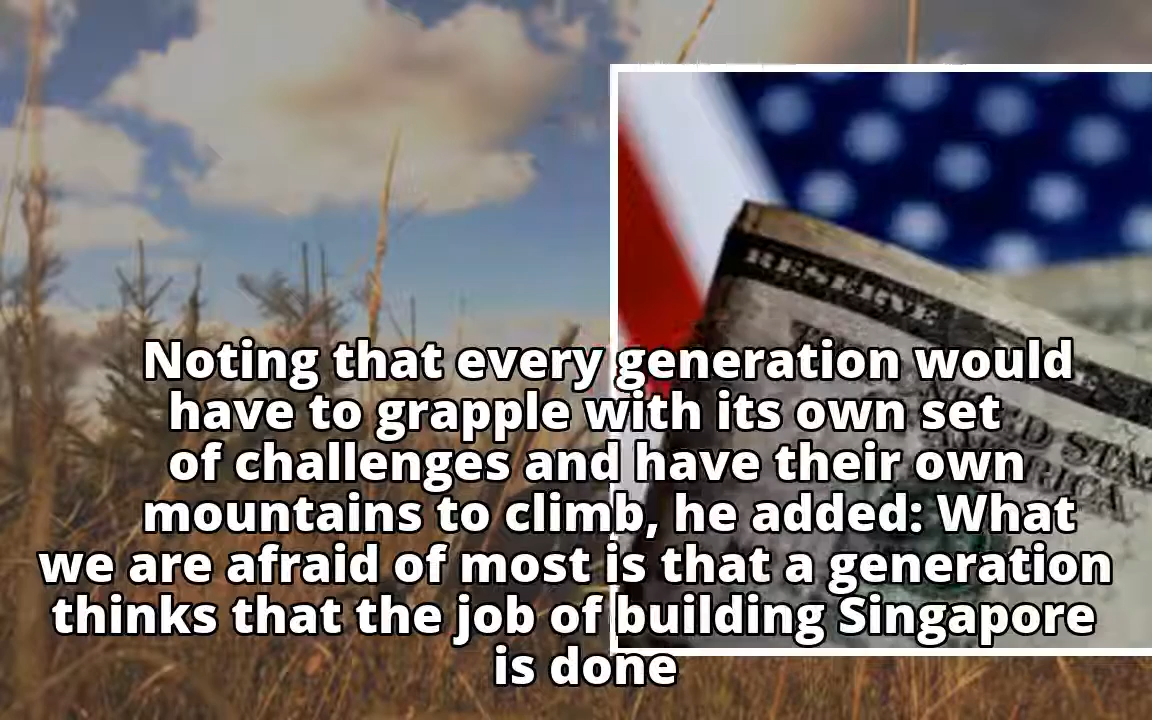 RESERVE
Noting that every generation would
have to grapple with its own set
of challenges and have their own
mountains to climb, he added: What
we are afraid of most is that a generation
thinks that the job of building Singapore
is done